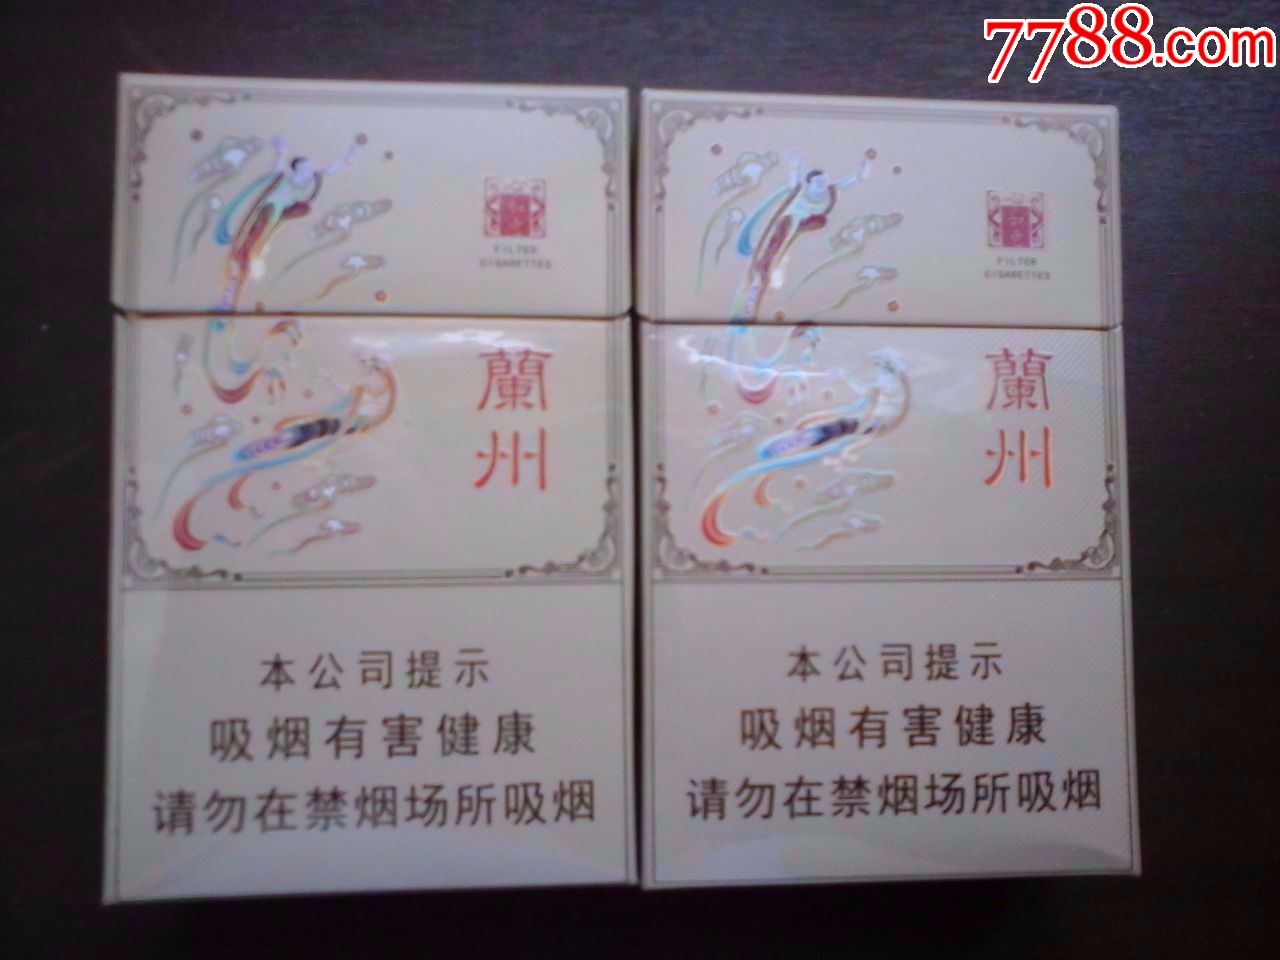 7788.com
FILTER
CIGARETTES
蘭
州
本公司提示
吸烟有害健康
请勿在禁烟场所吸烟
FILTER
CIGARETTES
蘭
州
本公司提示
吸烟有害健康
请勿在禁烟场所吸烟